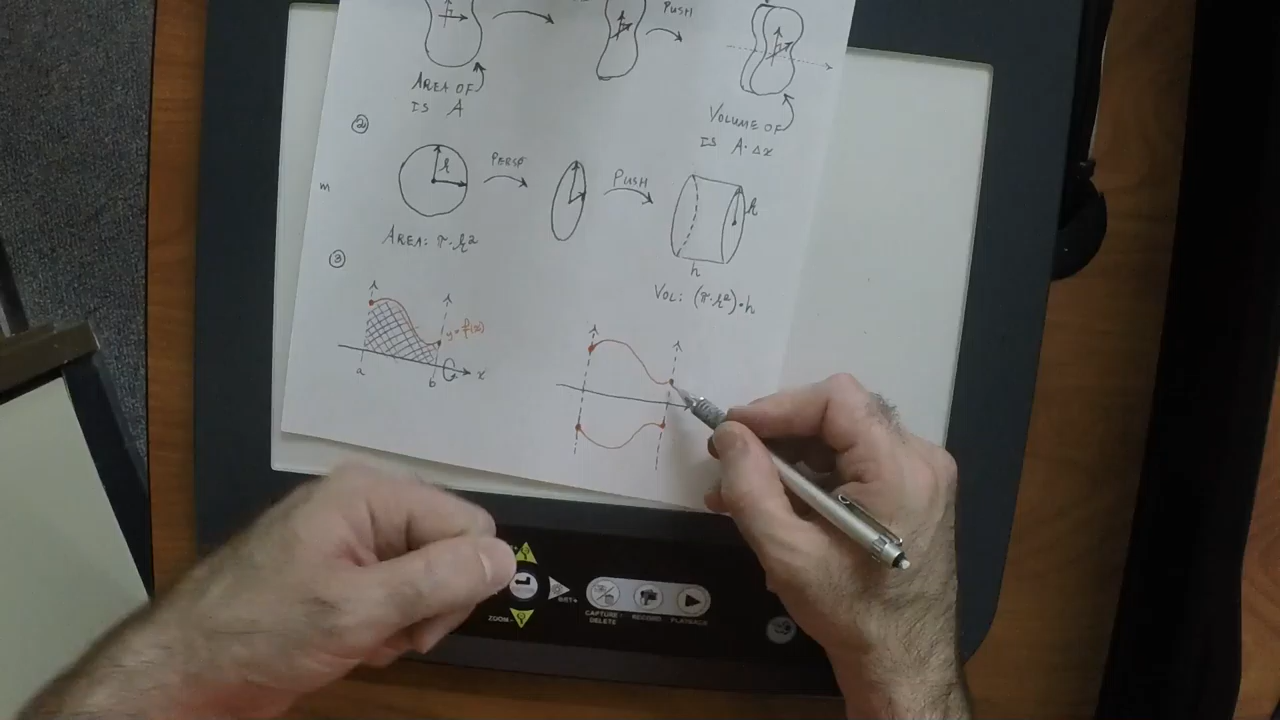 PUSH
AREA OF
IS A
VOLUME OF
IS A·Δx
②
r
PERSP
PUSH
r
h
m
AREA: π·r²
VOL: (π·r²)·h
③
y=f(x)
a
b
x
ZOOM-
BRT+
CAPTURE
DELETE
RECORD
PLAYBACK